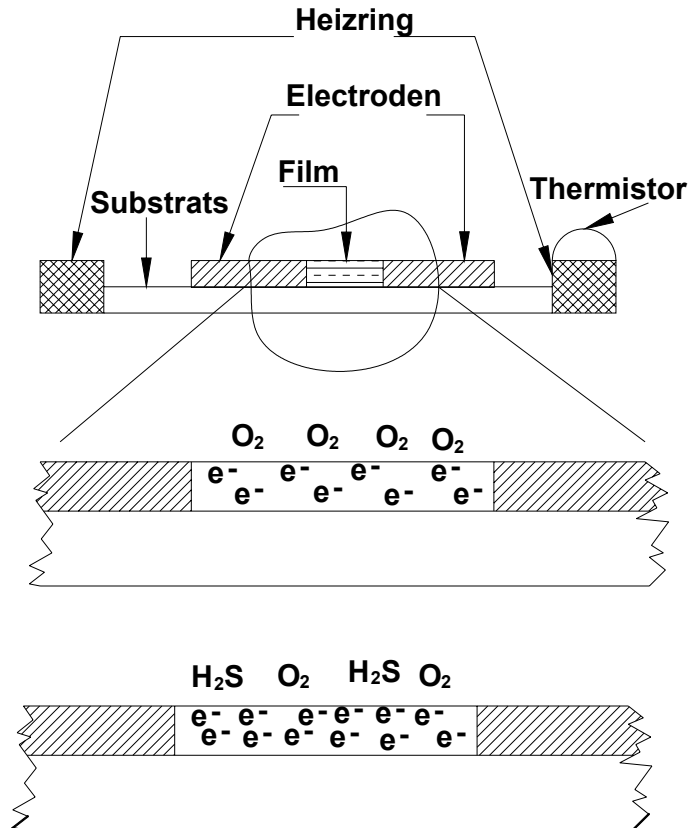 Heizring
Electroden
Film
Thermistor
Substrats
O₂ O₂ O₂ O₂
e⁻ e⁻ e⁻ e⁻
e⁻ e⁻ e⁻ e⁻
H₂S O₂ H₂S O₂
e⁻ e⁻ e⁻ e⁻ e⁻ e⁻
e⁻ e⁻ e⁻ e⁻ e⁻ e⁻